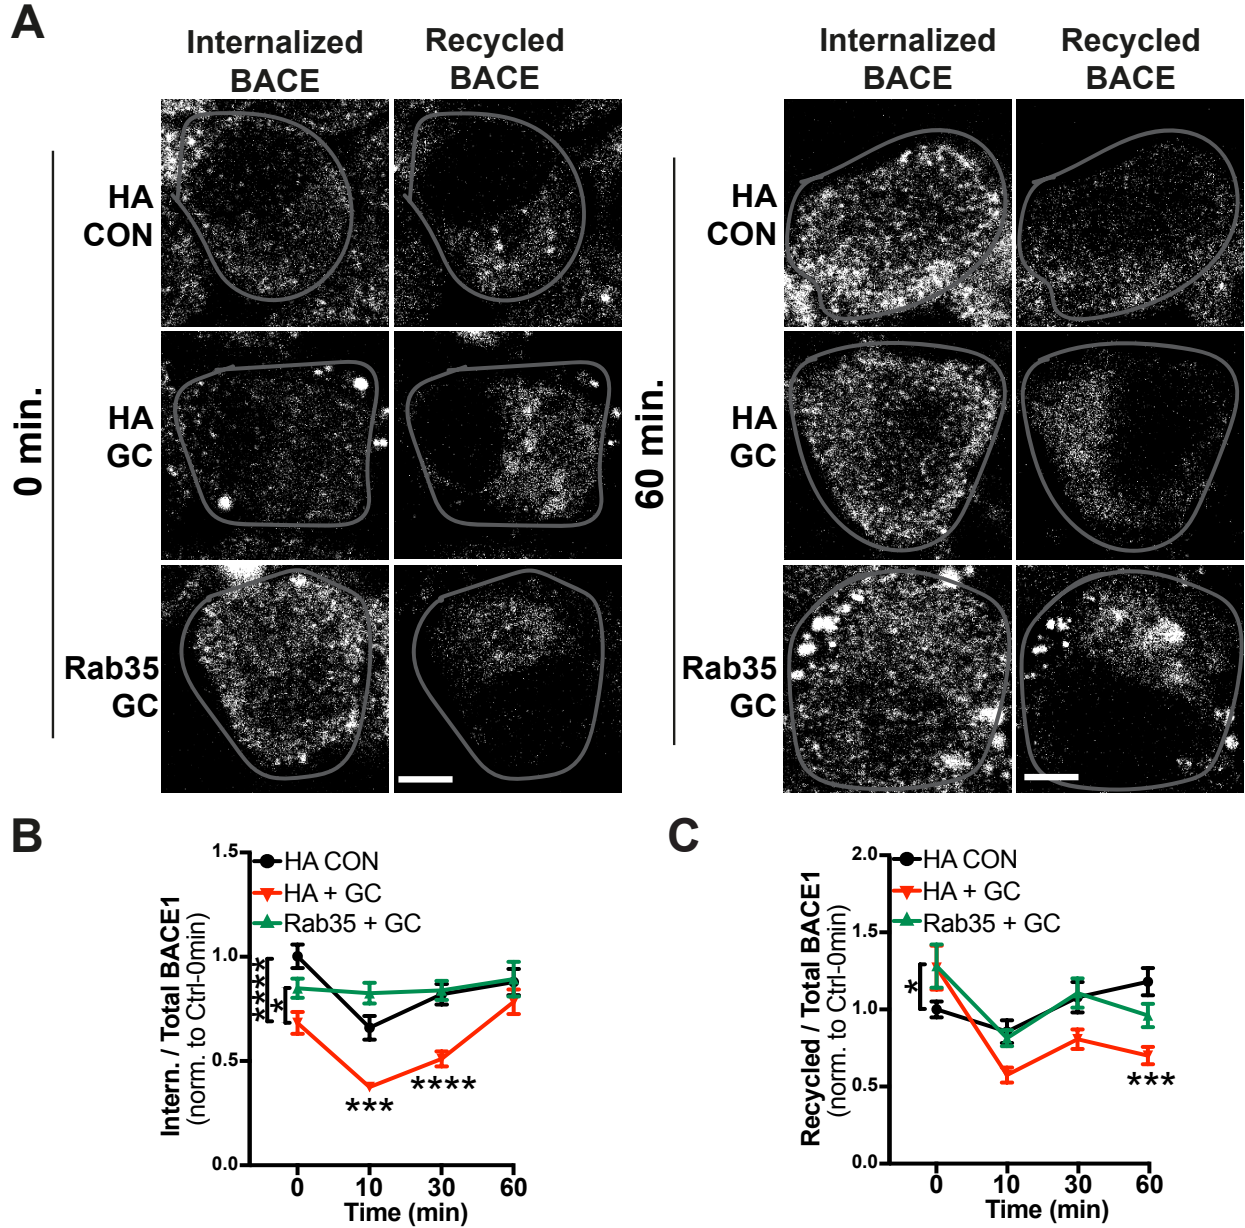 A
Internalized
BACE
Recycled
BACE
Internalized
BACE
Recycled
BACE
0 min.
HA
CON
HA
GC
Rab35
GC
60 min.
HA
CON
HA
GC
Rab35
GC
B
Intern. / Total BACE1
(norm. to Ctrl-0min)
1.5
1.0
0.5
0.0
HA CON
HA + GC
Rab35 + GC
****
*
***
****
0
10
30
60
Time (min)
C
Recycled / Total BACE1
(norm. to Ctrl-0min)
2.0
1.5
1.0
0.5
0.0
HA CON
HA + GC
Rab35 + GC
*
***
0
10
30
60
Time (min)